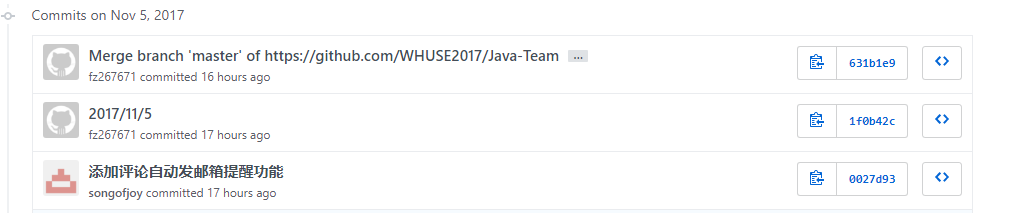 Commits on Nov 5, 2017
Merge branch 'master' of https://github.com/WHUSE2017/Java-Team ...
fz267671 committed 16 hours ago
631b1e9
2017/11/5
fz267671 committed 17 hours ago
1f0b42c
添加评论自动发邮箱提醒功能
songofjoy committed 17 hours ago
0027d93